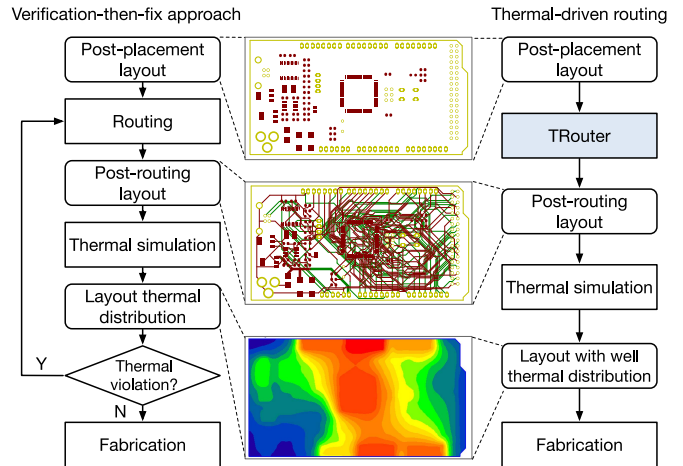 Verification-then-fix approach
Post-placement
layout
Routing
Post-routing
layout
Thermal simulation
Layout thermal
distribution
Y
Thermal
violation?
N
Fabrication
Thermal-driven routing
Post-placement
layout
TRouter
Post-routing
layout
Thermal simulation
Layout with well
thermal distribution
Fabrication